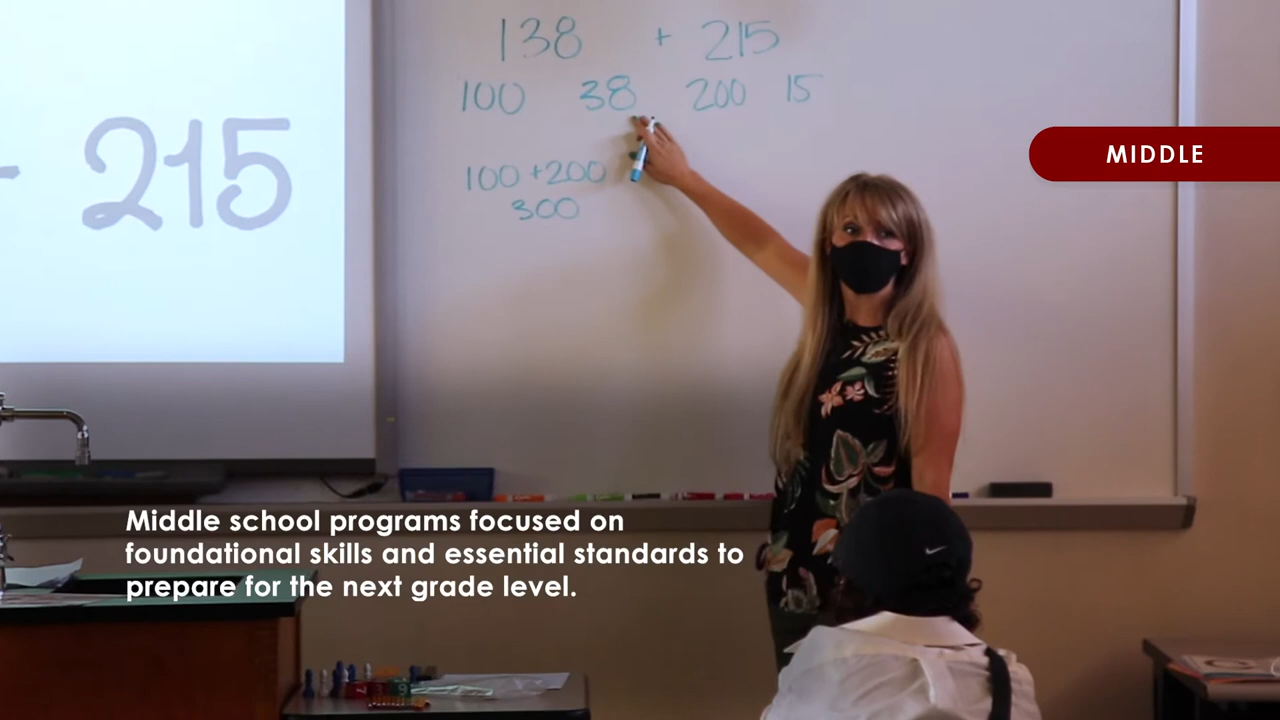 138 + 215
100 38 200 15
100 + 200
300
215
MIDDLE
Middle school programs focused on
foundational skills and essential standards to
prepare for the next grade level.